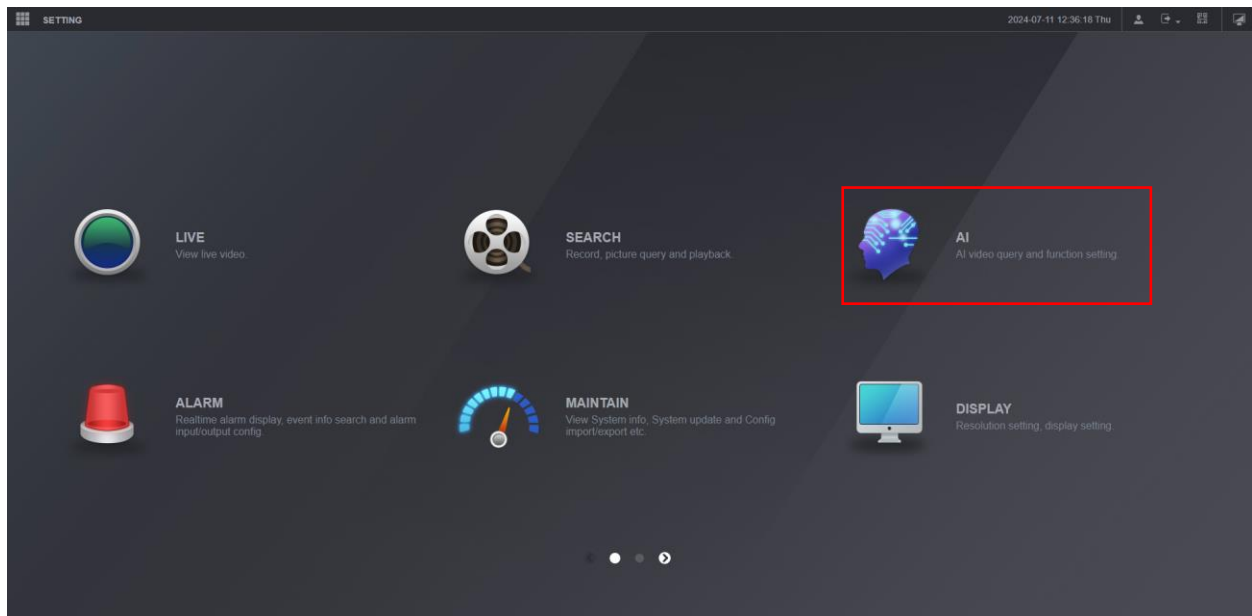 SETTING
2024-07-11 12:36:18 Thu
LIVE
View live video.
SEARCH
Record, picture query and playback.
AI
AI video query and function setting.
ALARM
Realtime alarm display, event info search and alarm
input/output config.
MAINTAIN
View System info, System update and Config
import/export etc.
DISPLAY
Resolution setting, display setting.